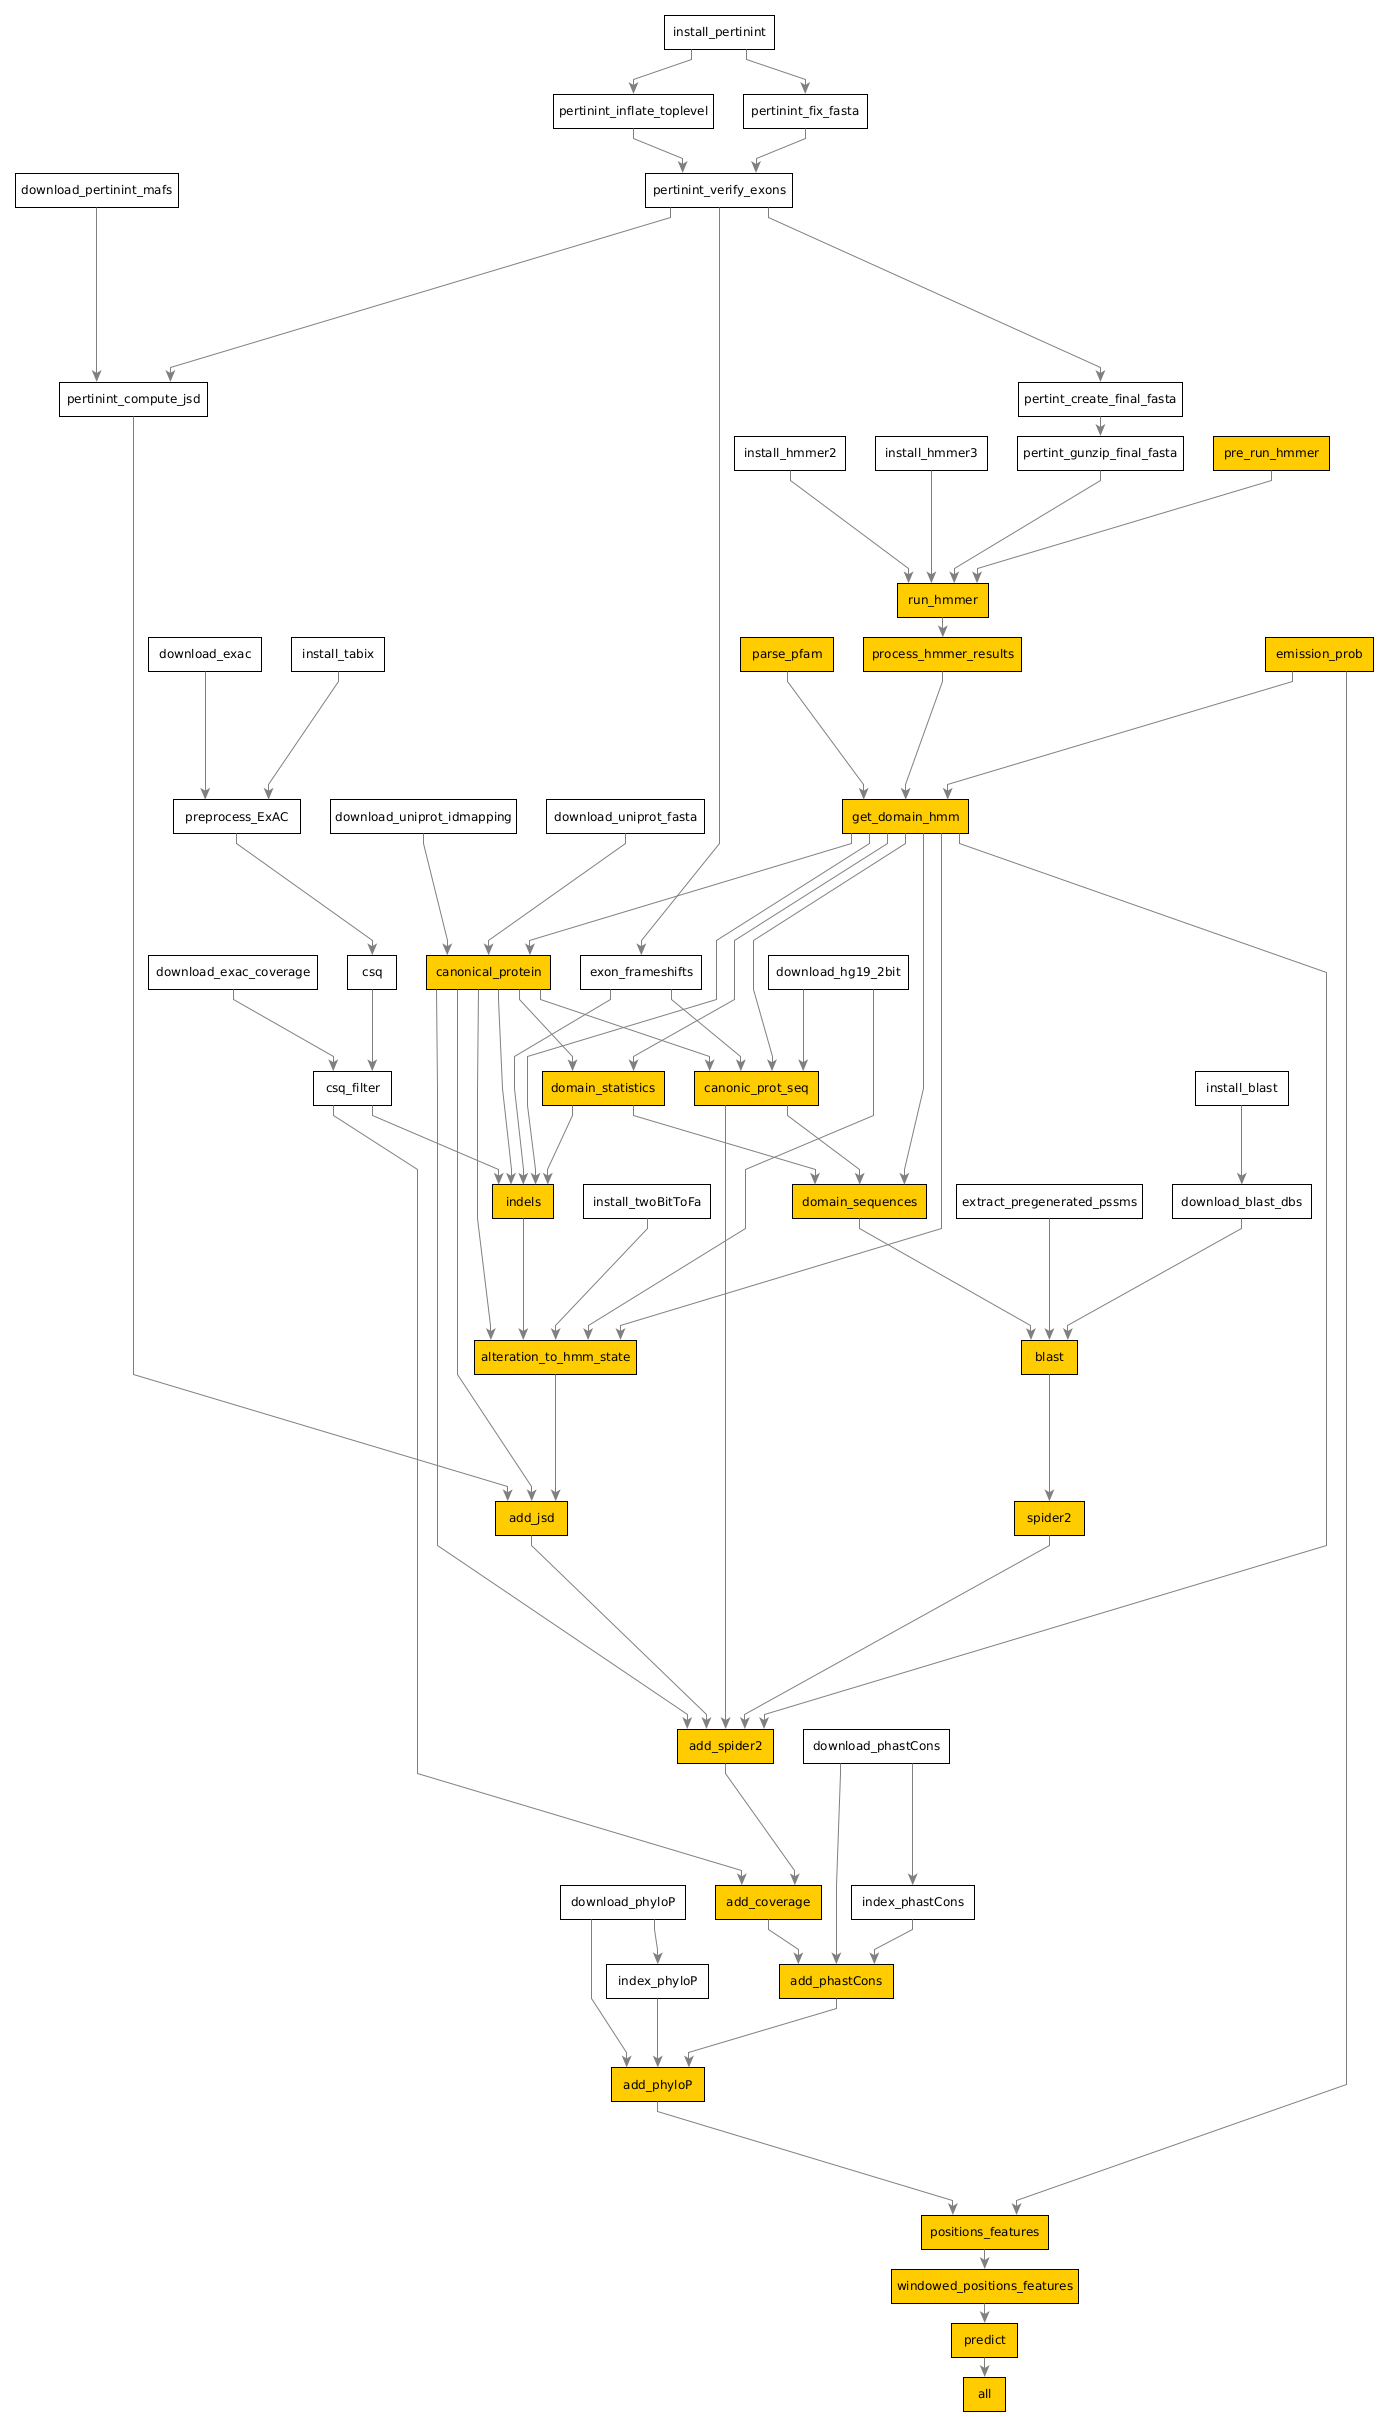 install_pertinint
pertinint_inflate_toplevel
pertinint_fix_fasta
download_pertinint_mafs
pertinint_verify_exons
pertinint_compute_jsd
pertint_create_final_fasta
install_hmmer2
install_hmmer3
pertint_gunzip_final_fasta
pre_run_hmmer
run_hmmer
download_exac
install_tabix
parse_pfam
process_hmmer_results
emission_prob
preprocess_ExAC
download_uniprot_idmapping
download_uniprot_fasta
get_domain_hmm
download_exac_coverage
csq
canonical_protein
exon_frameshifts
download_hg19_2bit
csq_filter
domain_statistics
canonic_prot_seq
install_blast
indels
install_twoBitToFa
domain_sequences
extract_pregenerated_pssms
download_blast_dbs
alteration_to_hmm_state
blast
add_jsd
spider2
add_spider2
download_phastCons
download_phyloP
add_coverage
index_phastCons
index_phyloP
add_phastCons
add_phyloP
positions_features
windowed_positions_features
predict
all